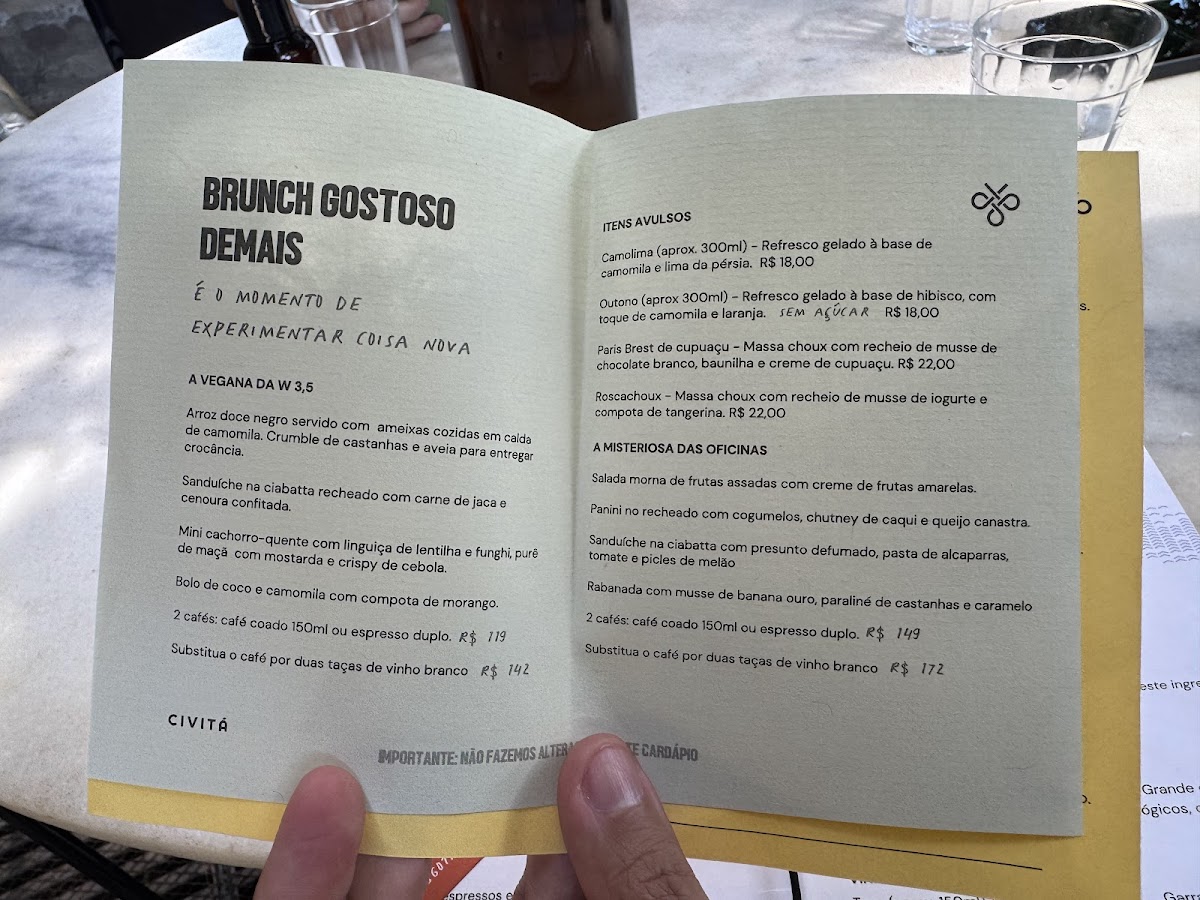 BRUNCH GOSTOSO
DEMAIS
É O MOMENTO DE
EXPERIMENTAR COISA NOVA
A VEGANA DA W 3,5
Arroz doce negro servido com ameixas cozidas em calda
de camomila. Crumble de castanhas e aveia para entregar
crocância.
Sanduíche na ciabatta recheado com carne de jaca e
cenoura confitada.
Mini cachorro-quente com linguiça de lentilha e funghi, purê
de maçã com mostarda e crispy de cebola.
Bolo de coco e camomila com compota de morango.
2 cafés: café coado 150ml ou espresso duplo. R$ 119
Substitua o café por duas taças de vinho branco R$ 142
CIVITÁ
ITENS AVULSOS
Camolima (aprox. 300ml) – Refresco gelado à base de
camomila e lima da pérsia. R$ 18,00
Outono (aprox 300ml) – Refresco gelado à base de hibisco, com
toque de camomila e laranja. SEM AÇÚCAR R$ 18,00
Paris Brest de cupuaçu – Massa choux com recheio de musse de
chocolate branco, baunilha e creme de cupuaçu. R$ 22,00
Roscachoux – Massa choux com recheio de musse de iogurte e
compota de tangerina. R$ 22,00
A MISTERIOSA DAS OFICINAS
Salada morna de frutas assadas com creme de frutas amarelas.
Panini no recheado com cogumelos, chutney de caqui e queijo canastra.
Sanduíche na ciabatta com presunto defumado, pasta de alcaparras,
tomate e picles de melão
Rabanada com musse de banana ouro, paraliné de castanhas e caramelo
2 cafés: café coado 150ml ou espresso duplo. R$ 149
Substitua o café por duas taças de vinho branco R$ 172
IMPORTANTE: NÃO FAZEMOS CARDÁPIO
Grande